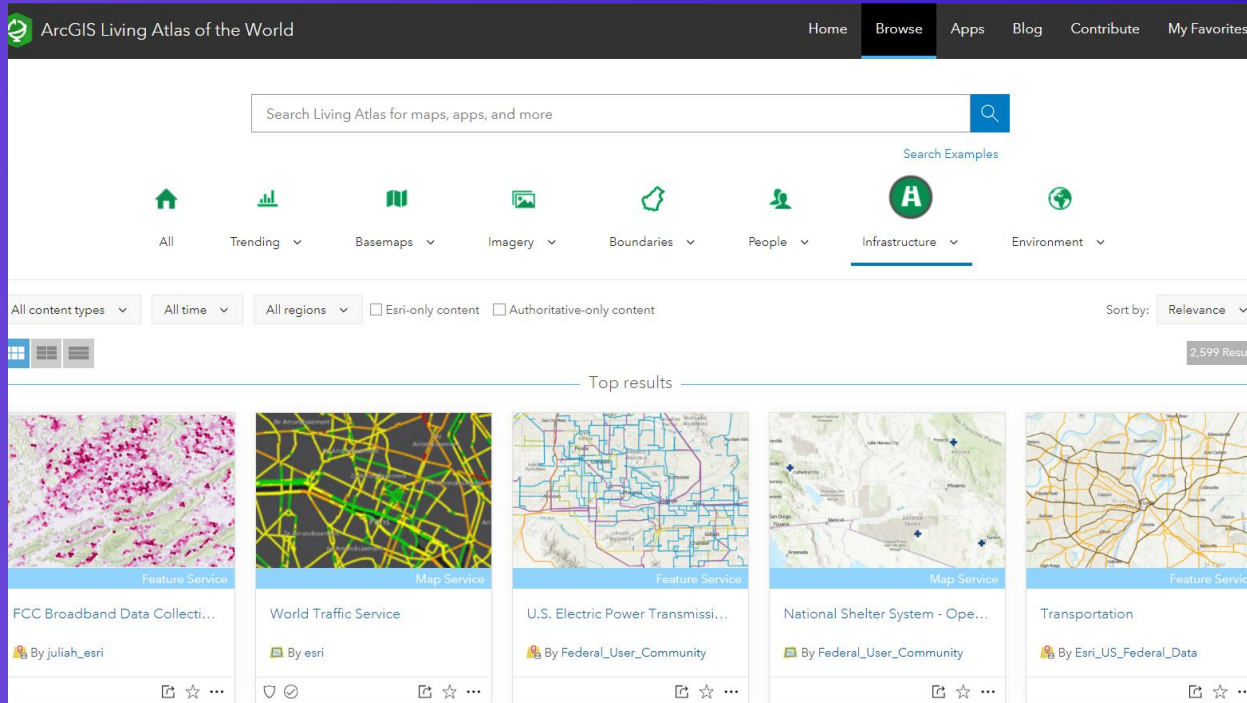 ArcGIS Living Atlas of the World
Home Browse Apps Blog Contribute My Favorites
Search Living Atlas for maps, apps, and more
Search Examples
All Trending Basemaps Imagery Boundaries People Infrastructure Environment
All content types All time All regions Esri-only content Authoritative-only content Sort by: Relevance
2,599 Resu
Top results
Feature Service Map Service Feature Service Map Service Feature Servic
FCC Broadband Data Collecti... World Traffic Service U.S. Electric Power Transmissi... National Shelter System - Ope... Transportation
By juliah_esri By esri By Federal_User_Community By Federal_User_Community By Esri_US_Federal_Data